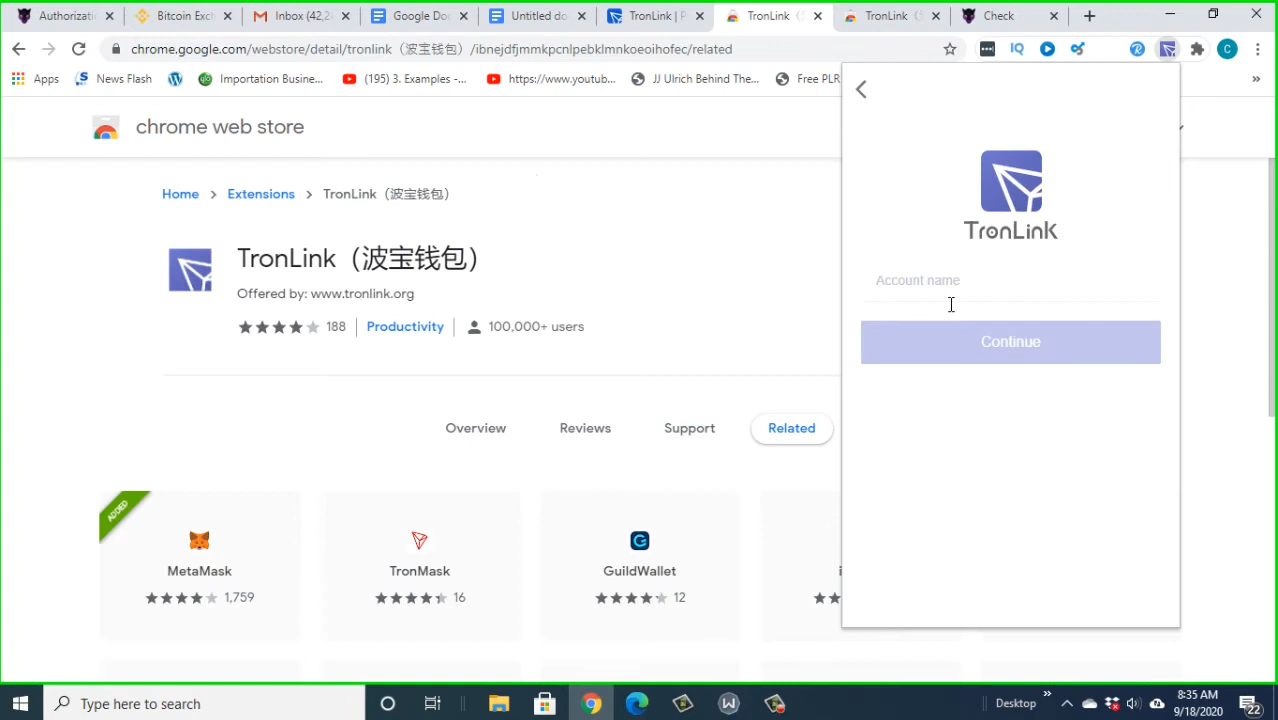 Authorizati
Bitcoin Exc
Inbox (42,2
Google Doc
Untitled do
TronLink | P
TronLink (
TronLink (
Check
chrome.google.com/webstore/detail/tronlink（波宝钱包）/ibnejdfjmmkpcnlpebklmnkoeoihofec/related
IQ
R
C
Apps
News Flash
glo
Importation Busine...
(195) 3. Examples -...
https://www.youtub...
JJ Ulrich Behind The...
Free PLR
»
chrome web store
Home > Extensions > TronLink（波宝钱包）
TronLink（波宝钱包）
Offered by: www.tronlink.org
188 Productivity 100,000+ users
Overview
Reviews
Support
Related
ADDED
MetaMask
1,759
TronMask
16
G
GuildWallet
12
i
TronLink
Account name
Continue
Type here to search
W
Desktop
»
8:35 AM
9/18/2020
22